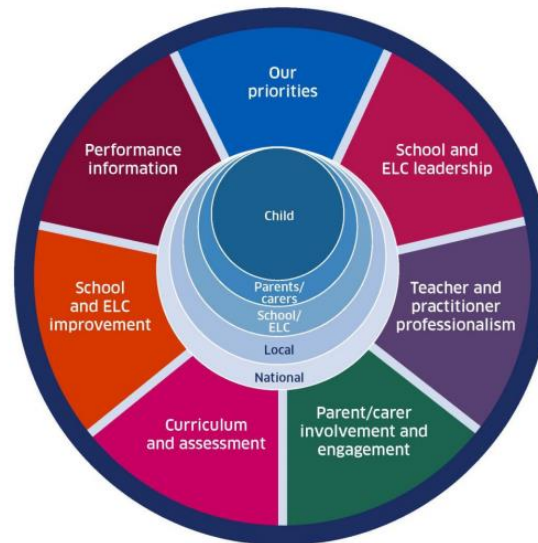 Our
priorities
School and
ELC leadership
Teacher and
practitioner
professionalism
Parent/carer
involvement and
engagement
Curriculum
and assessment
School
and ELC
improvement
Performance
information
Child
Parents/
carers
School/
ELC
Local
National